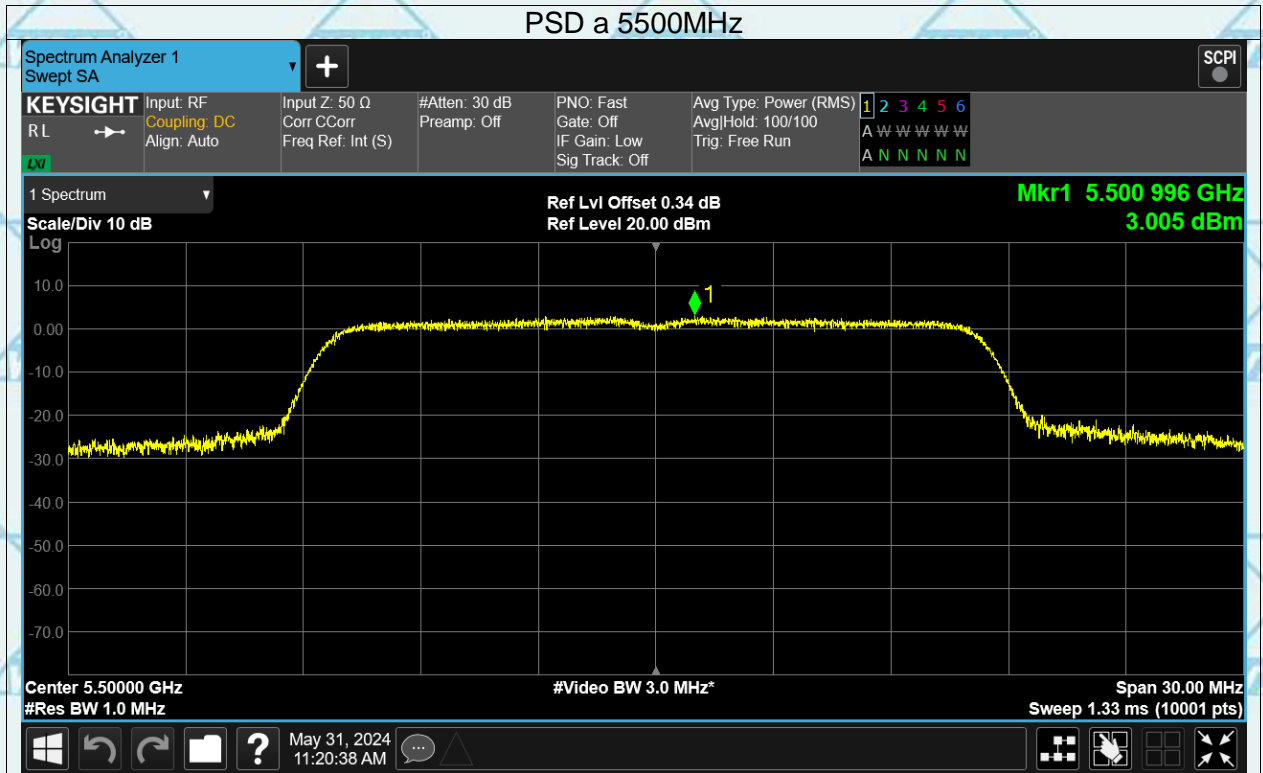 PSD a 5500MHz
Spectrum Analyzer 1
Swept SA
+
SCPI
KEYSIGHT
R L
LXI
Input: RF
Coupling: DC
Align: Auto
Input Z: 50 Ω
Corr CCorr
Freq Ref: Int (S)
#Atten: 30 dB
Preamp: Off
PNO: Fast
Gate: Off
IF Gain: Low
Sig Track: Off
Avg Type: Power (RMS)
Avg|Hold: 100/100
Trig: Free Run
1 2 3 4 5 6
A W W W W W
A N N N N N
1 Spectrum
Scale/Div 10 dB
Log
Ref Lvl Offset 0.34 dB
Ref Level 20.00 dBm
Mkr1 5.500 996 GHz
3.005 dBm
1
10.0
0.00
-10.0
-20.0
-30.0
-40.0
-50.0
-60.0
-70.0
Center 5.50000 GHz
#Res BW 1.0 MHz
#Video BW 3.0 MHz*
Span 30.00 MHz
Sweep 1.33 ms (10001 pts)
?
May 31, 2024
11:20:38 AM